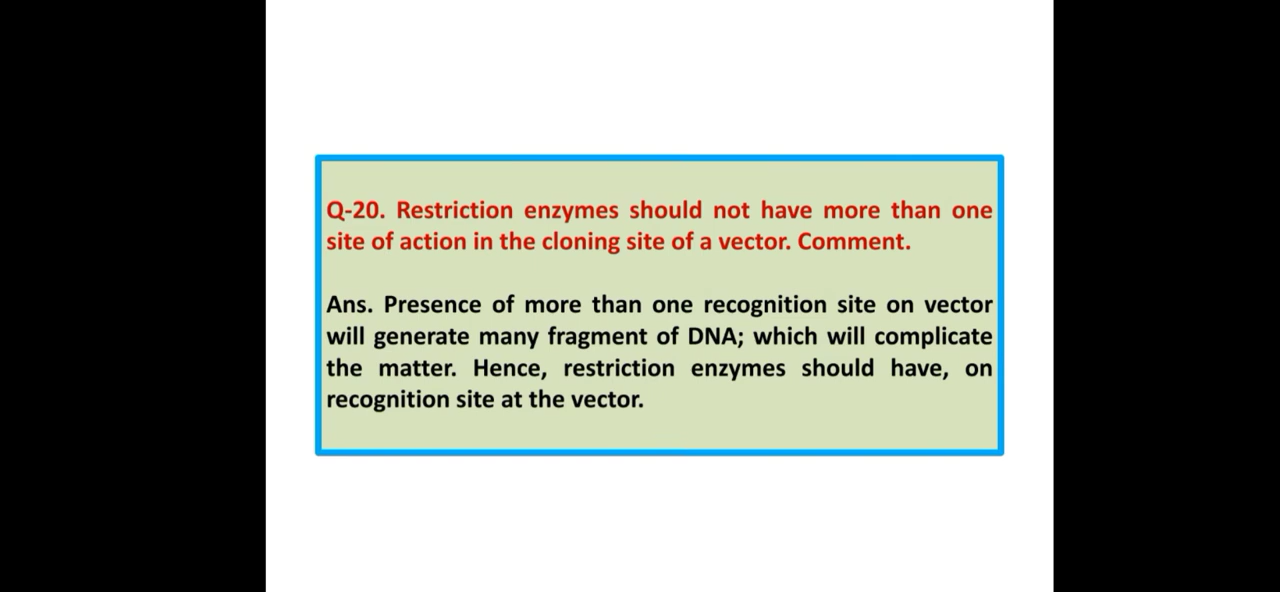 Q-20. Restriction enzymes should not have more than one
site of action in the cloning site of a vector. Comment.
Ans. Presence of more than one recognition site on vector
will generate many fragment of DNA; which will complicate
the matter. Hence, restriction enzymes should have, on
recognition site at the vector.